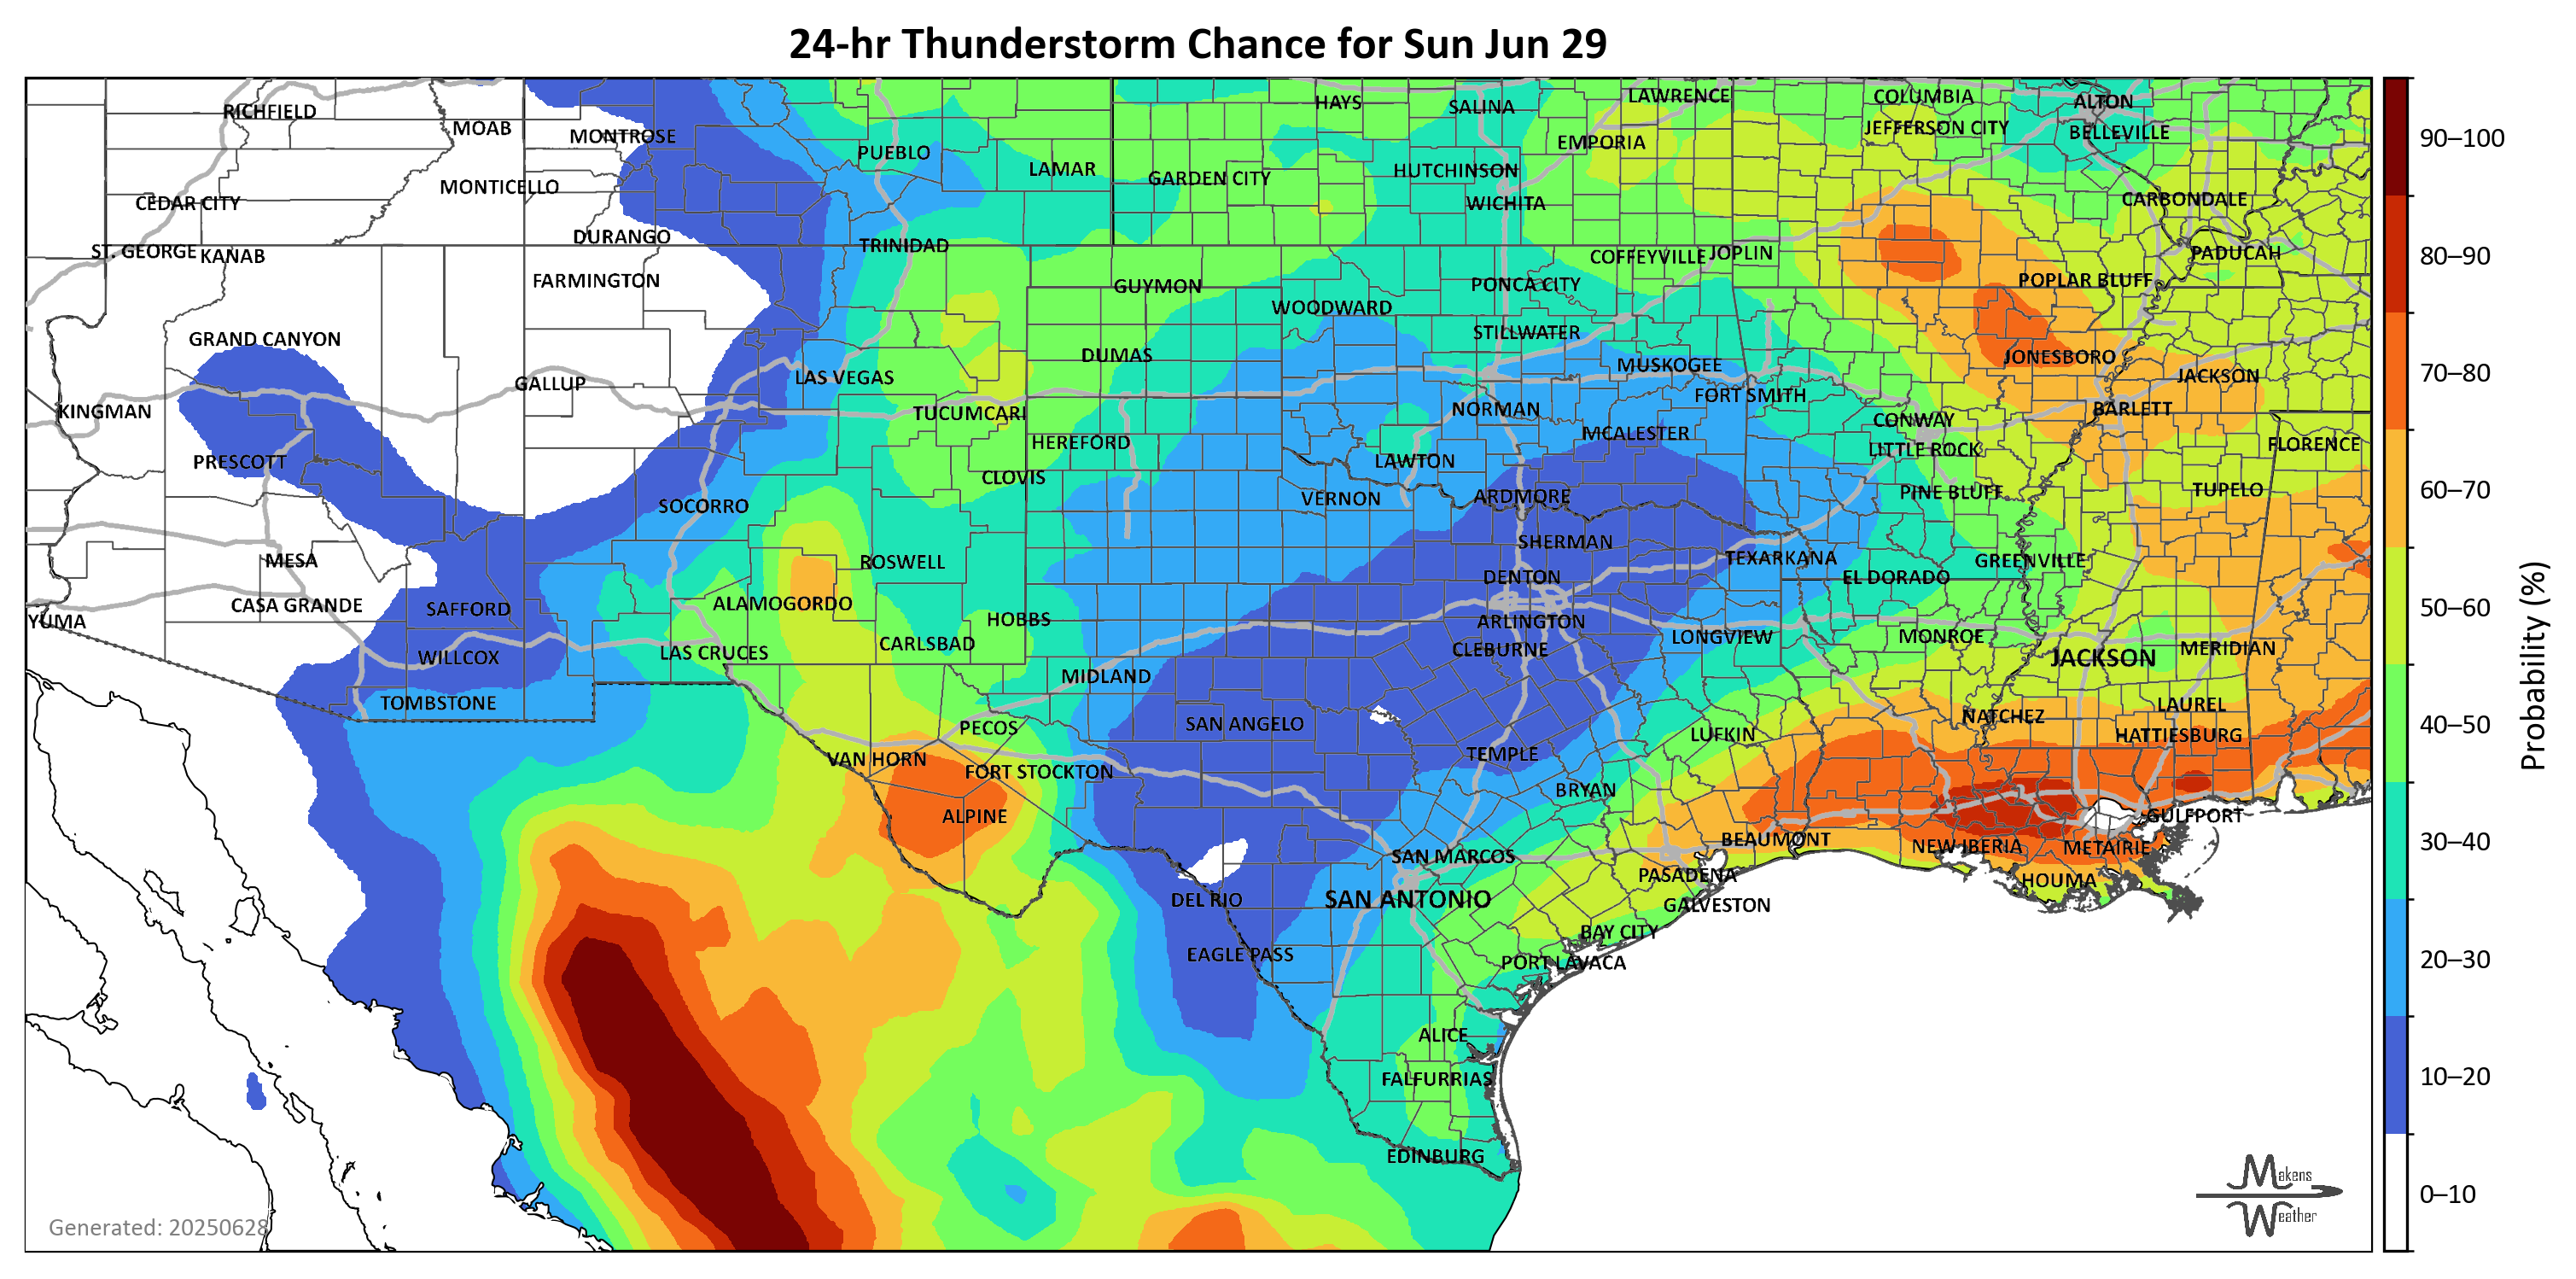 24-hr Thunderstorm Chance for Sun Jun 29
RICHFIELD
MOAB
MONTROSE
PUEBLO
LAMAR
HAYS
SALINA
LAWRENCE
COLUMBIA
ALTON
EMPORIA
JEFFERSON CITY
BELLEVILLE
90–100
MONTICELLO
GARDEN CITY
HUTCHINSON
CEDAR CITY
WICHITA
CARBONDALE
DURANGO
TRINIDAD
ST. GEORGE
KANAB
COFFEYVILLE
JOPLIN
PADUCAH
80–90
FARMINGTON
GUYMON
PONCA CITY
POPLAR BLUFF
WOODWARD
GRAND CANYON
STILLWATER
DUMAS
MUSKOGEE
JONESBORO
70–80
GALLUP
LAS VEGAS
JACKSON
KINGMAN
TUCUMCARI
NORMAN
FORT SMITH
BARLETT
HEREFORD
MCALESTER
CONWAY
FLORENCE
PRESCOTT
CLOVIS
LAWTON
LITTLE ROCK
60–70
SOCORRO
VERNON
ARDMORE
PINE BLUFF
TUPELO
MESA
ROSWELL
SHERMAN
TEXARKANA
GREENVILLE
CASA GRANDE
SAFFORD
ALAMOGORDO
DENTON
EL DORADO
50–60
YUMA
HOBBS
ARLINGTON
WILLCOX
LAS CRUCES
CARLSBAD
CLEBURNE
LONGVIEW
MONROE
JACKSON
MERIDIAN
Probability (%)
TOMBSTONE
MIDLAND
PECOS
SAN ANGELO
NATCHEZ
LAUREL
40–50
VAN HORN
FORT STOCKTON
TEMPLE
LUFKIN
HATTIESBURG
ALPINE
BRYAN
GULFPORT
30–40
SAN MARCOS
BEAUMONT
NEW IBERIA
METAIRIE
DEL RIO
SAN ANTONIO
PASADENA
HOUMA
GALVESTON
EAGLE PASS
BAY CITY
20–30
PORT LAVACA
ALICE
FALFURRIAS
10–20
EDINBURG
Makens
Weather
0–10
Generated: 20250628